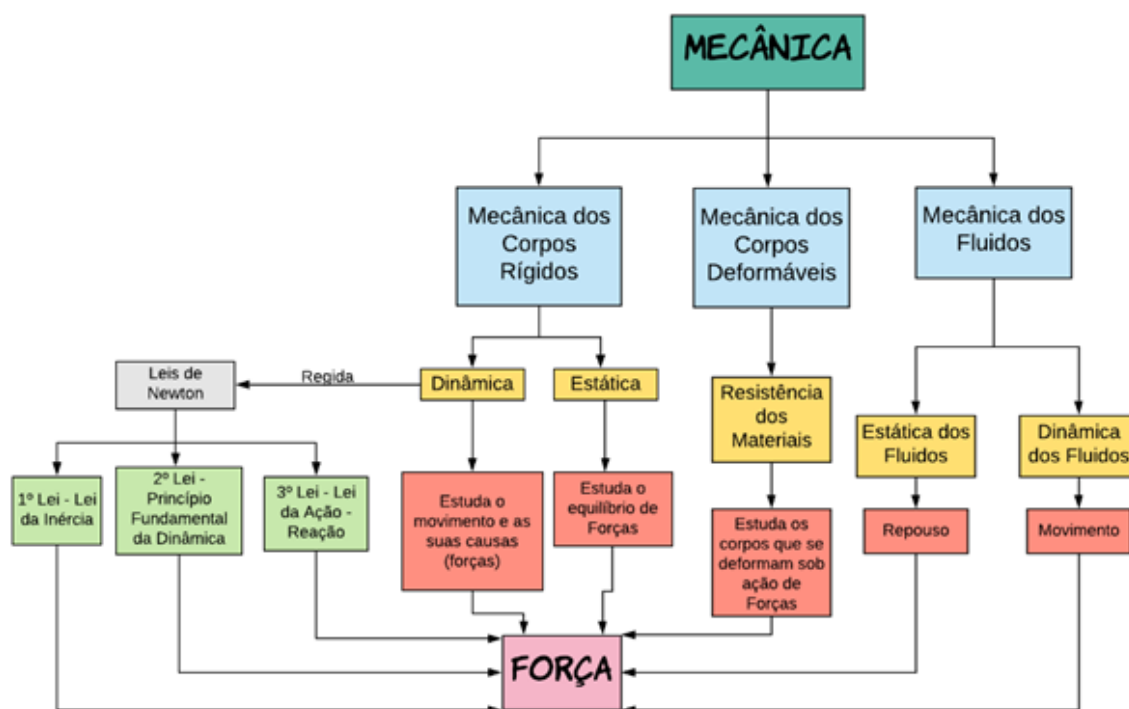 MECÂNICA
Mecânica dos
Corpos
Rígidos
Mecânica dos
Corpos
Deformáveis
Mecânica dos
Fluidos
Leis de
Newton
Regida
Dinâmica
Estática
Resistência
dos
Materiais
Estática dos
Fluidos
Dinâmica
dos Fluidos
1º Lei - Lei
da Inércia
2º Lei -
Princípio
Fundamental
da Dinâmica
3º Lei - Lei
da Ação -
Reação
Estuda o
movimento e as
suas causas
(forças)
Estuda o
equilíbrio de
Forças
Estuda os
corpos que se
deformam sob
ação de
Forças
Repouso
Movimento
FORÇA